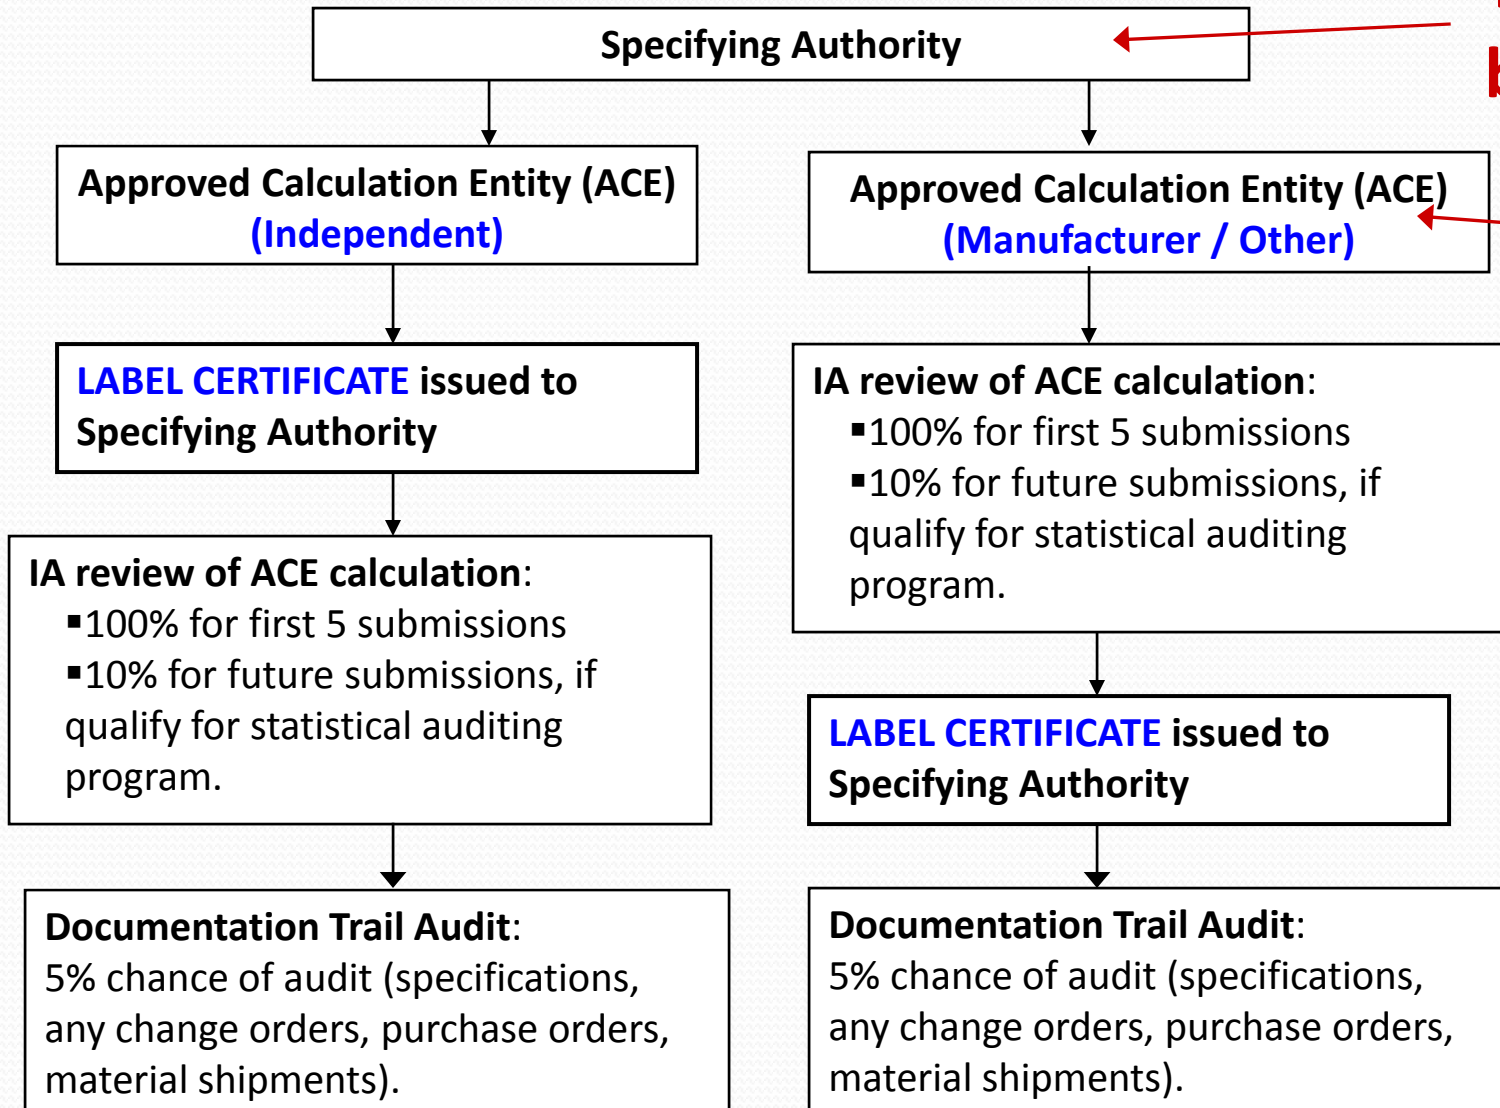 Specifying Authority
Approved Calculation Entity (ACE)
(Independent)
LABEL CERTIFICATE issued to
Specifying Authority
IA review of ACE calculation:
▪100% for first 5 submissions
▪10% for future submissions, if
qualify for statistical auditing
program.
Documentation Trail Audit:
5% chance of audit (specifications,
any change orders, purchase orders,
material shipments).
Approved Calculation Entity (ACE)
(Manufacturer / Other)
IA review of ACE calculation:
▪100% for first 5 submissions
▪10% for future submissions, if
qualify for statistical auditing
program.
LABEL CERTIFICATE issued to
Specifying Authority
Documentation Trail Audit:
5% chance of audit (specifications,
any change orders, purchase orders,
material shipments).